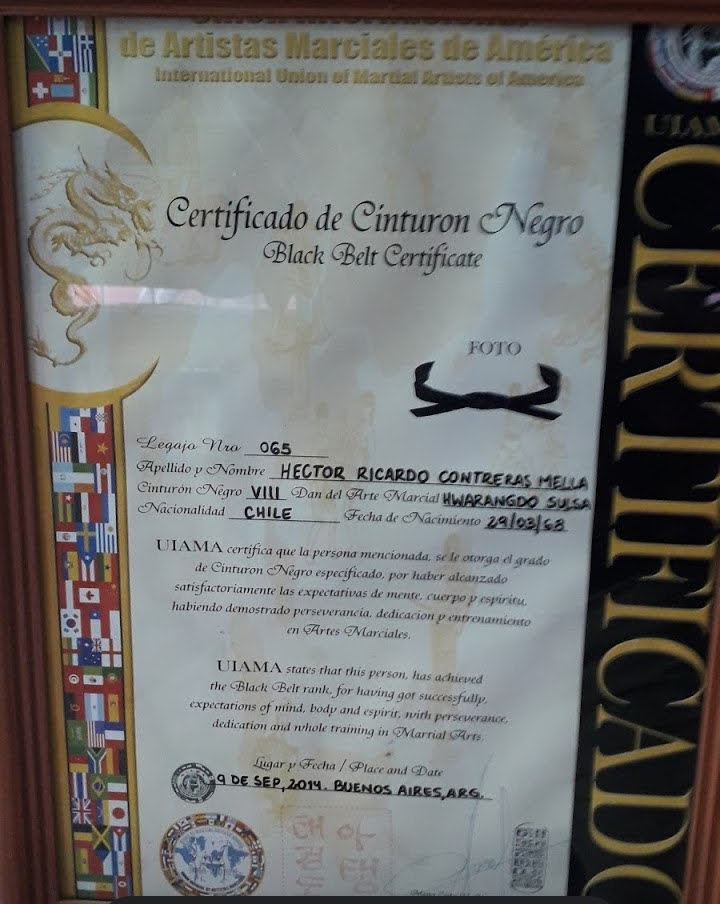 de Artistas Marciales de América
International Union of Martial Artists of America
UIAM
CERTIFICADO
Certificado de Cinturon Negro
Black Belt Certificate
FOTO
Legajo Nro 065
Apellido y Nombre HECTOR RICARDO CONTRERAS MELLA
Cinturón Negro VIII Dan del Arte Marcial HWARANGDO SULSA
Nacionalidad CHILE Fecha de Nacimiento 29/03/68
UIAMA certifica que la persona mencionada, se le otorga el grado
de Cinturon Negro especificado, por haber alcanzado
satisfactoriamente las expectativas de mente, cuerpo y espiritu,
habiendo demostrado perseverancia, dedicacion y entrenamiento
en Artes Marciales.
UIAMA states that this person, has achieved
the Black Belt rank, for having got successfully,
expectations of mind, body and espirit, with perseverance,
dedication and whole training in Martial Arts.
Lugar y Fecha / Place and Date
9 DE SEP, 2014. BUENOS AIRES, ARG.